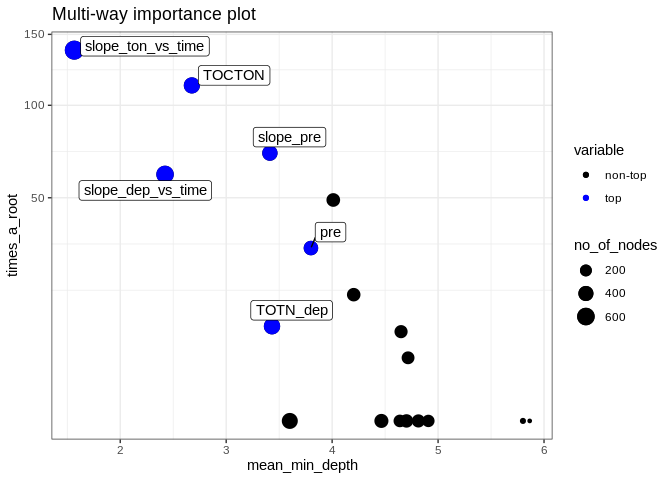 Multi-way importance plot
150
100
50
times_a_root
slope_ton_vs_time
TOCTON
slope_pre
slope_dep_vs_time
pre
TOTN_dep
2
3
4
5
6
mean_min_depth
variable
non-top
top
no_of_nodes
200
400
600